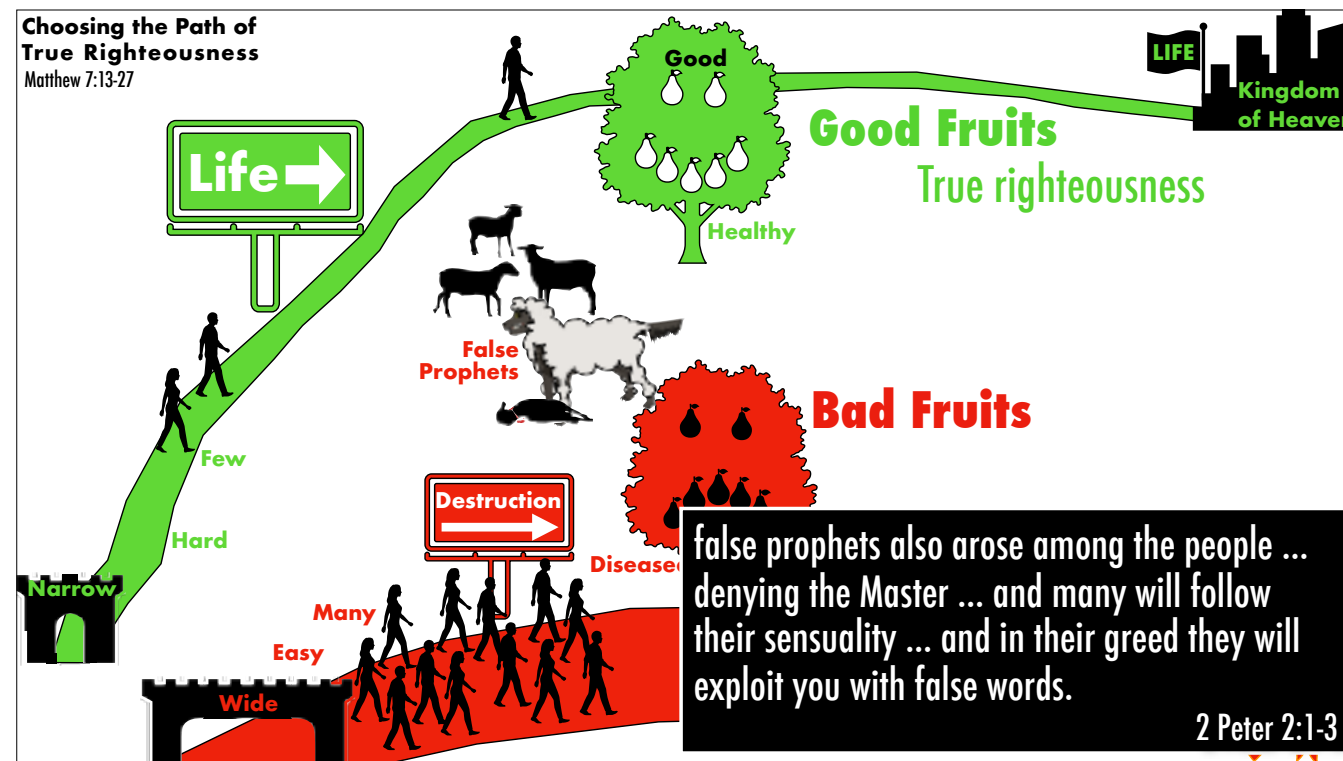 Choosing the Path of
True Righteousness
Matthew 7:13-27
Good
LIFE
Kingdom
of Heaven
Good Fruits
True righteousness
Life
Healthy
False
Prophets
Bad Fruits
Few
Hard
Destruction
Narrow
Diseased
Many
Easy
Wide
false prophets also arose among the people ...
denying the Master ... and many will follow
their sensuality ... and in their greed they will
exploit you with false words.
2 Peter 2:1-3